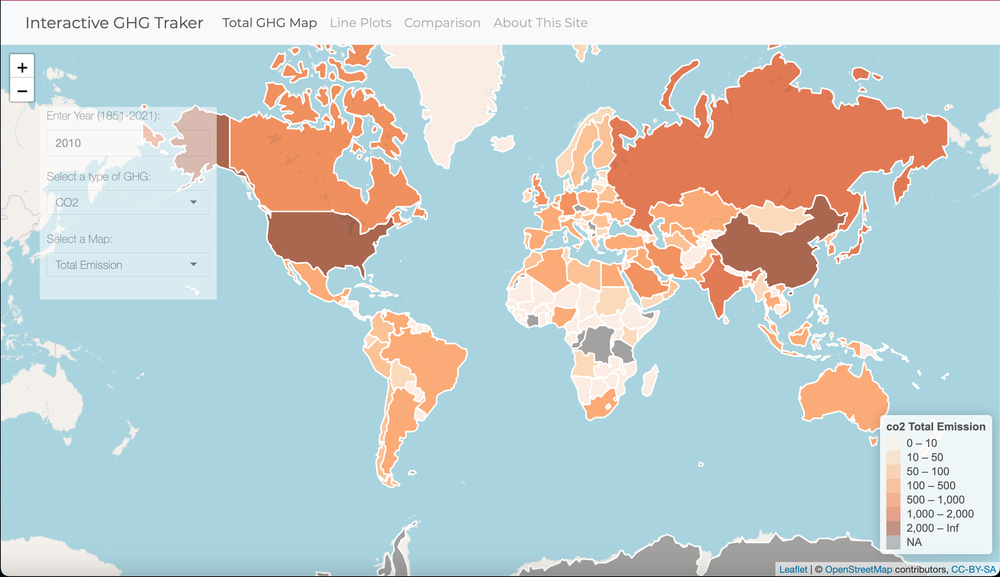 Interactive GHG Traker Total GHG Map Line Plots Comparison About This Site
+
−
Enter Year (1851-2021):
2010
Select a type of GHG:
CO2
Select a Map:
Total Emission
co2 Total Emission
0 – 10
10 – 50
50 – 100
100 – 500
500 – 1,000
1,000 – 2,000
2,000 – Inf
NA
Leaflet | © OpenStreetMap contributors, CC-BY-SA